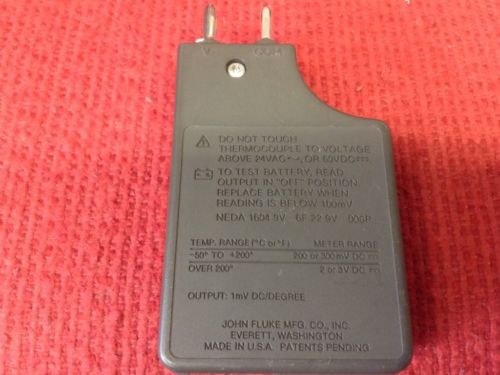 V COM
DO NOT TOUCH
THERMOCOUPLE TO VOLTAGE
ABOVE 24VAC ~, OR 60VDC ⎓
TO TEST BATTERY, READ
OUTPUT IN "OFF" POSITION.
REPLACE BATTERY WHEN
READING IS BELOW 100mV
NEDA 1604 9V 6F 22 9V 006P
TEMP. RANGE (°C or °F) METER RANGE
-50° TO +200° 200 or 300 mV DC ⎓
OVER 200° 2 or 3V DC ⎓
OUTPUT: 1mV DC/DEGREE
JOHN FLUKE MFG. CO., INC.
EVERETT, WASHINGTON
MADE IN U.S.A. PATENTS PENDING